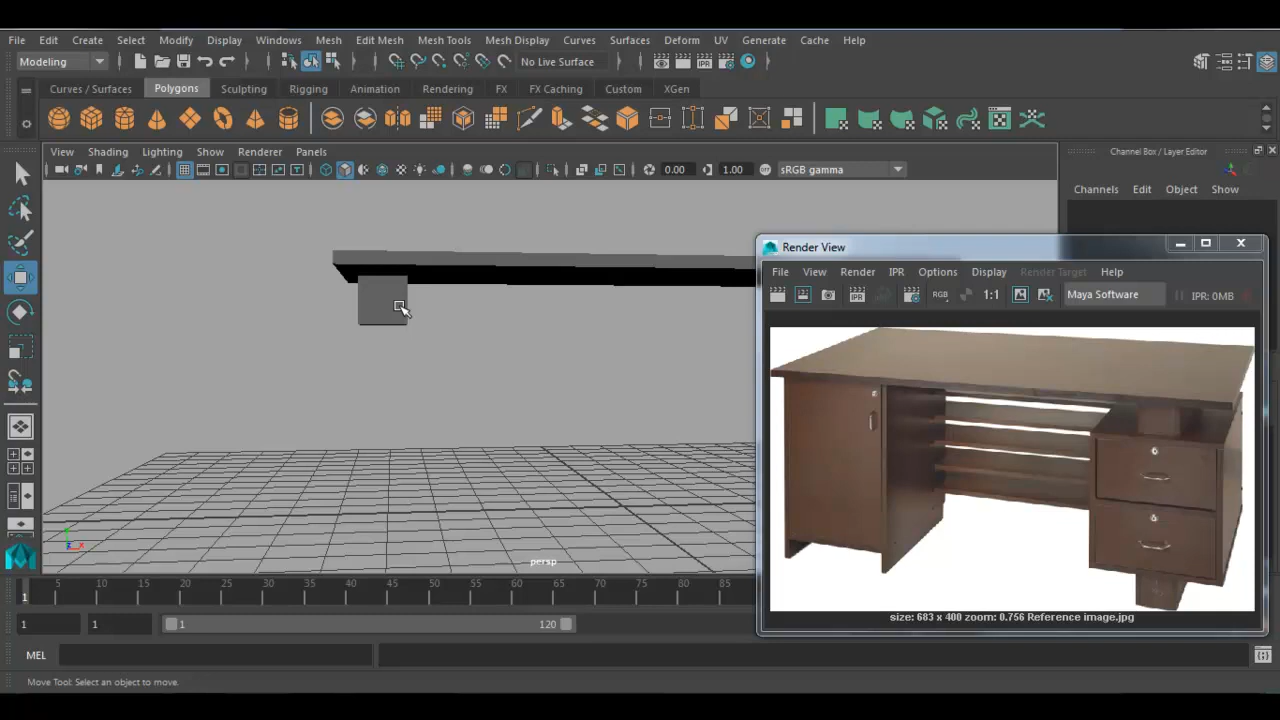 File Edit Create Select Modify Display Windows Mesh Edit Mesh Mesh Tools Mesh Display Curves Surfaces Deform UV Generate Cache Help
Modeling No Live Surface
Curves / Surfaces Polygons Sculpting Rigging Animation Rendering FX FX Caching Custom XGen
View Shading Lighting Show Renderer Panels
Channel Box / Layer Editor
0.00 1.00 sRGB gamma
Channels Edit Object Show
Render View
File View Render IPR Options Display Render Target Help
IPR RGB 1:1 Maya Software IPR: 0MB
persp
size: 683 x 400 zoom: 0.756 Reference image.jpg
1 5 10 15 20 25 30 35 40 45 50 55 60 65 70 75 80 85
1 1 1 120
MEL
Move Tool: Select an object to move.